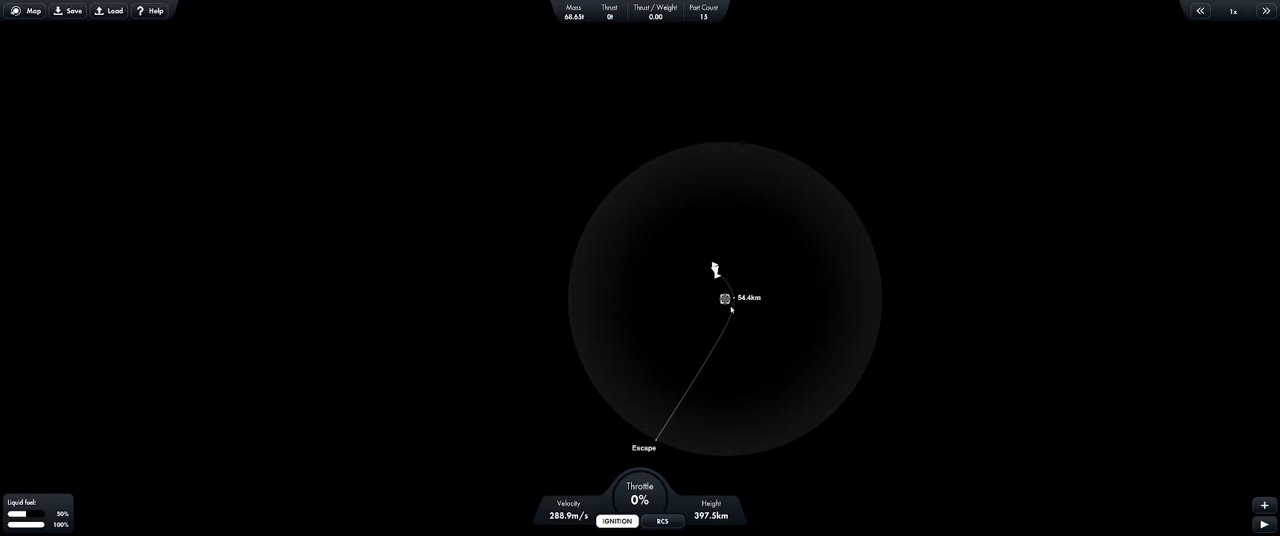 Map Save Load Help
Mass Thrust Thrust / Weight Part Count
68.65t 0t 0.00 15
1x
54.4km
Escape
Throttle
0%
Velocity Height
288.9m/s 397.5km
IGNITION RCS
Liquid fuel:
50%
100%